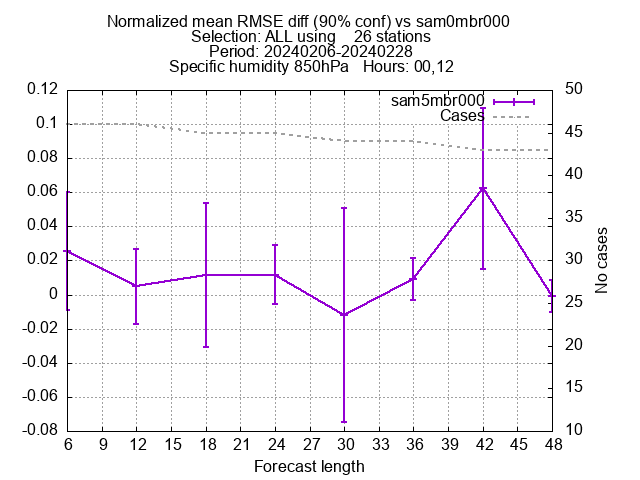 Normalized mean RMSE diff (90% conf) vs sam0mbr000
Selection: ALL using    26 stations
Period: 20240206-20240228
Specific humidity 850hPa   Hours: 00,12
sam5mbr000
Cases
0.12
0.1
0.08
0.06
0.04
0.02
0
-0.02
-0.04
-0.06
-0.08
50
45
40
35
30
25
20
15
10
No cases
6 9 12 15 18 21 24 27 30 33 36 39 42 45 48
Forecast length